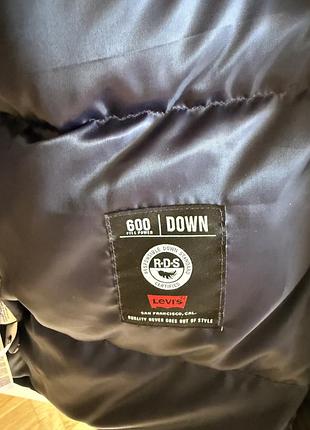 600 | DOWN
FILL POWER
RESPONSIBLE DOWN STANDARD
R·D·S
CERTIFIED
Levi's
SAN FRANCISCO, CAL.
QUALITY NEVER GOES OUT OF STYLE